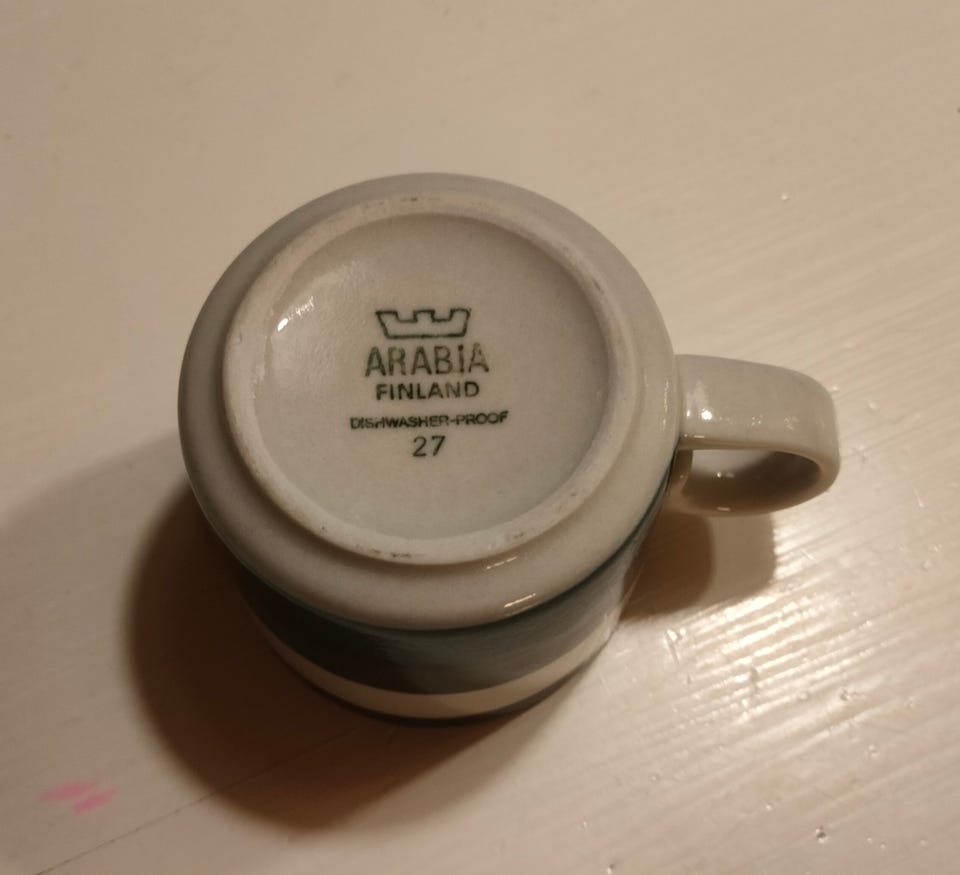 ARABIA
FINLAND
DISHWASHER-PROOF
27